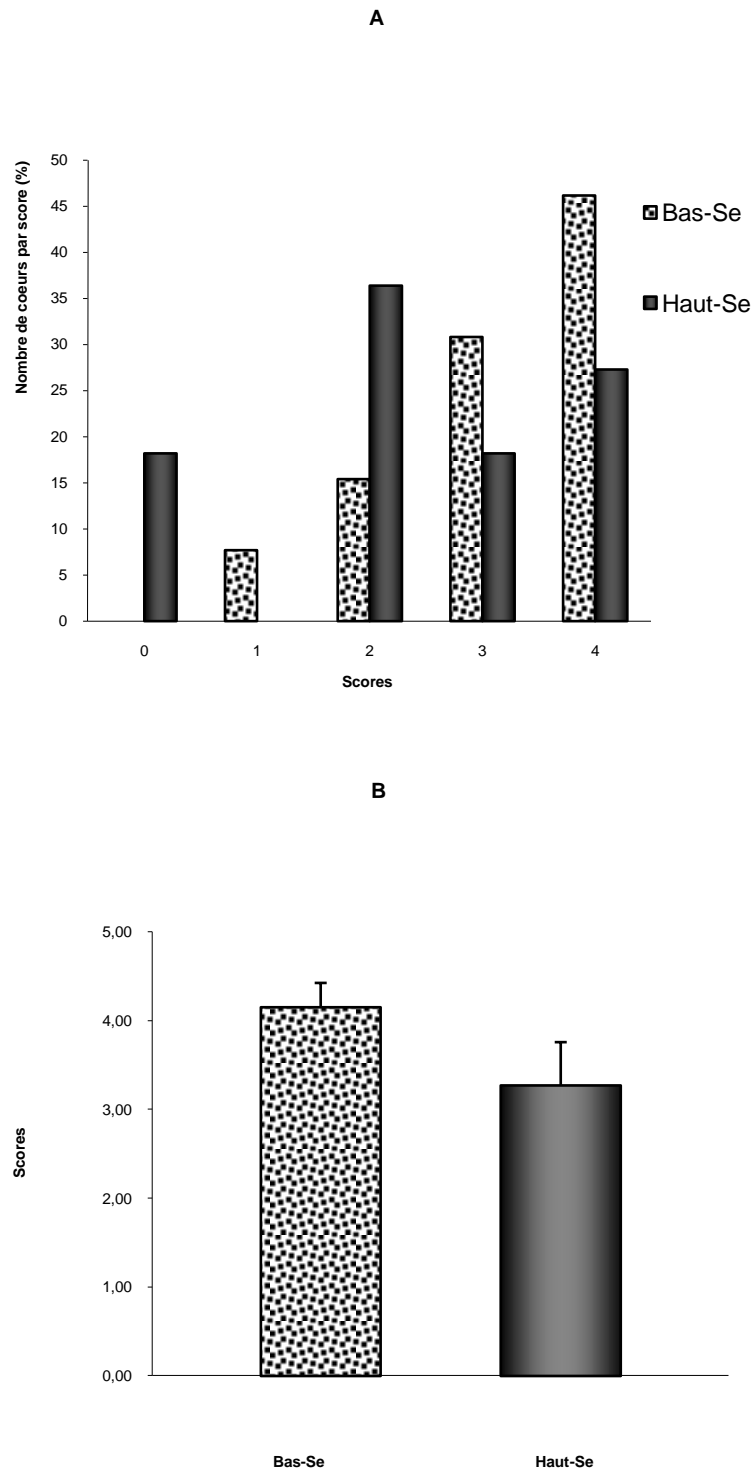 A
Nombre de coeurs par score (%)
50
45
40
35
30
25
20
15
10
5
0
0 1 2 3 4
Scores
Bas-Se
Haut-Se
B
Scores
5,00
4,00
3,00
2,00
1,00
0,00
Bas-Se Haut-Se